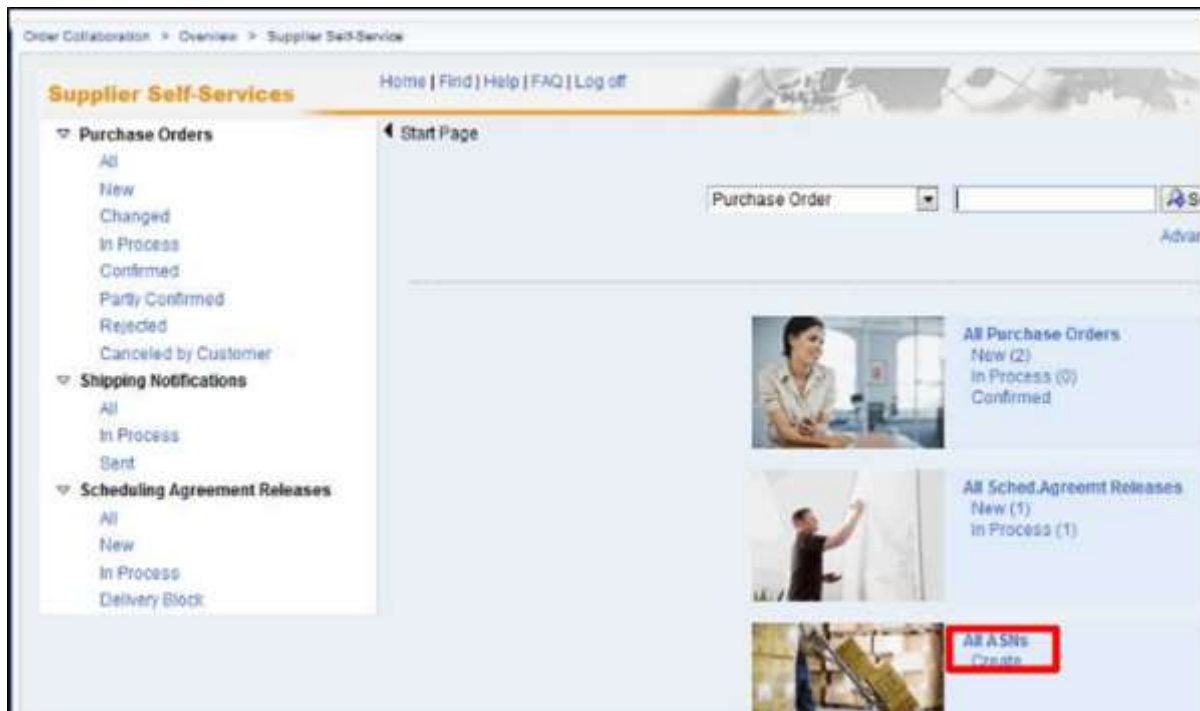 Order Collaboration > Overview > Supplier Self-Service
Supplier Self-Services
Home | Find | Help | FAQ | Log off
Purchase Orders
All
New
Changed
In Process
Confirmed
Partly Confirmed
Rejected
Canceled by Customer
Shipping Notifications
All
In Process
Sent
Scheduling Agreement Releases
All
New
In Process
Delivery Block
Start Page
Purchase Order
S
Advan
All Purchase Orders
New (2)
In Process (0)
Confirmed
All Sched.Agreemt Releases
New (1)
In Process (1)
All ASNs
Create